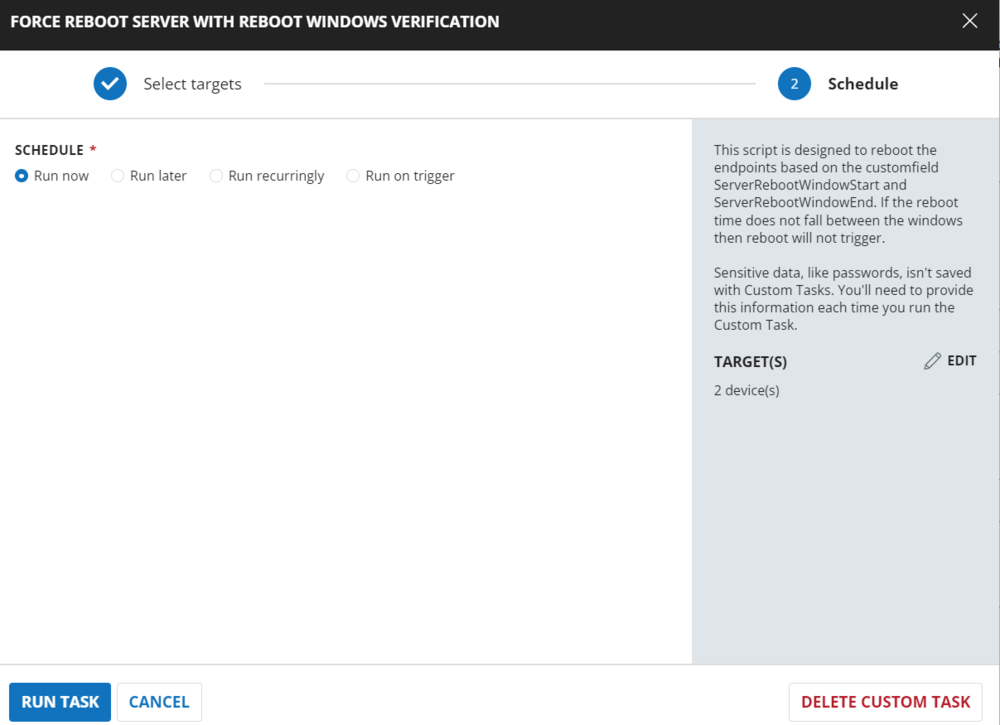 FORCE REBOOT SERVER WITH REBOOT WINDOWS VERIFICATION
Select targets
2 Schedule
SCHEDULE *
Run now Run later Run recurringly Run on trigger
This script is designed to reboot the
endpoints based on the customfield
ServerRebootWindowStart and
ServerRebootWindowEnd. If the reboot
time does not fall between the windows
then reboot will not trigger.
Sensitive data, like passwords, isn't saved
with Custom Tasks. You'll need to provide
this information each time you run the
Custom Task.
TARGET(S) EDIT
2 device(s)
RUN TASK CANCEL DELETE CUSTOM TASK